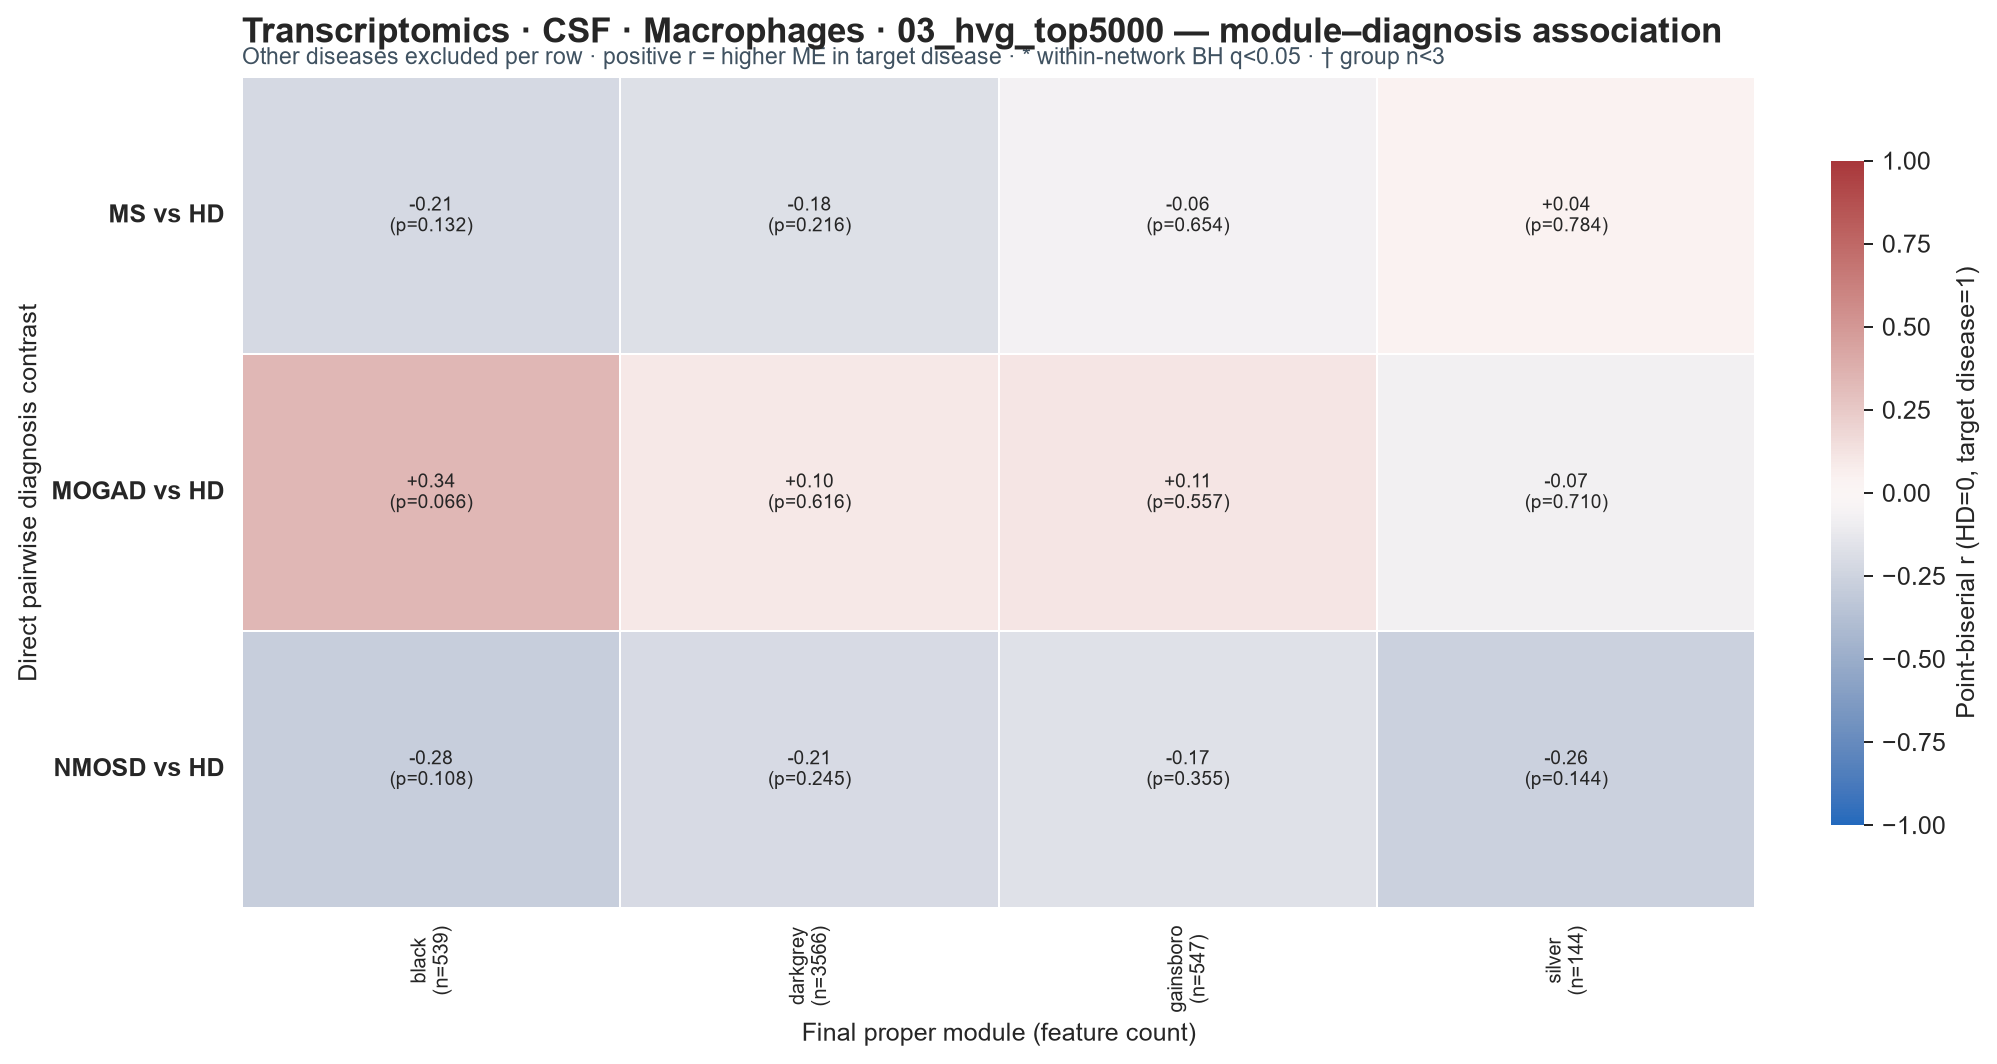 Transcriptomics · CSF · Macrophages · 03_hvg_top5000 — module–diagnosis association
Other diseases excluded per row · positive r = higher ME in target disease · * within-network BH q<0.05 · † group n<3
Direct pairwise diagnosis contrast
MS vs HD
-0.21
(p=0.132)
-0.18
(p=0.216)
-0.06
(p=0.654)
+0.04
(p=0.784)
MOGAD vs HD
+0.34
(p=0.066)
+0.10
(p=0.616)
+0.11
(p=0.557)
-0.07
(p=0.710)
NMOSD vs HD
-0.28
(p=0.108)
-0.21
(p=0.245)
-0.17
(p=0.355)
-0.26
(p=0.144)
black
(n=539)
darkgrey
(n=3566)
gainsboro
(n=547)
silver
(n=144)
Final proper module (feature count)
1.00
0.75
0.50
0.25
0.00
−0.25
−0.50
−0.75
−1.00
Point-biserial r (HD=0, target disease=1)